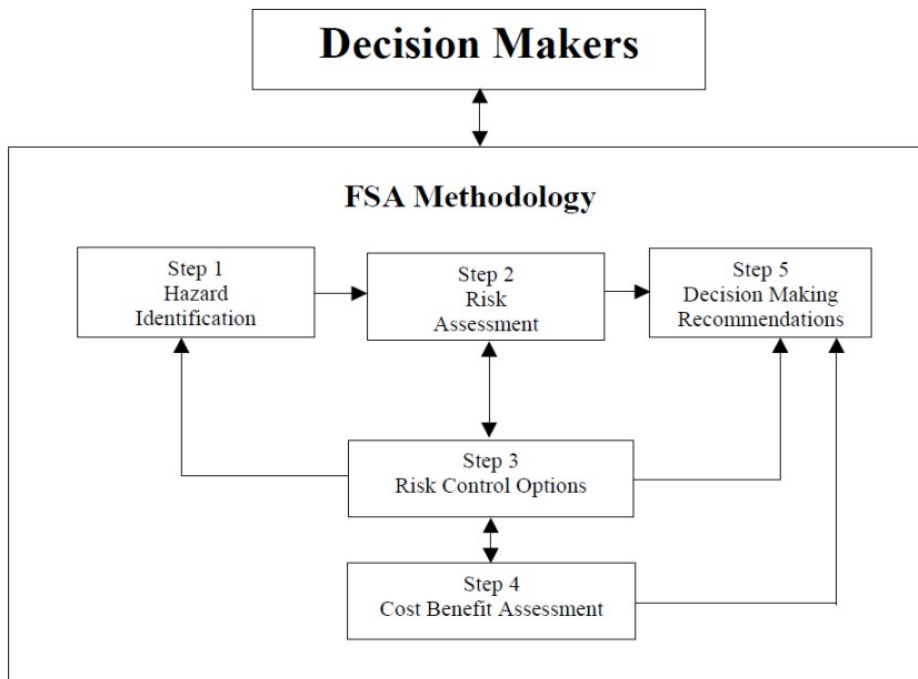 Decision Makers
FSA Methodology
Step 1
Hazard
Identification
Step 2
Risk
Assessment
Step 5
Decision Making
Recommendations
Step 3
Risk Control Options
Step 4
Cost Benefit Assessment